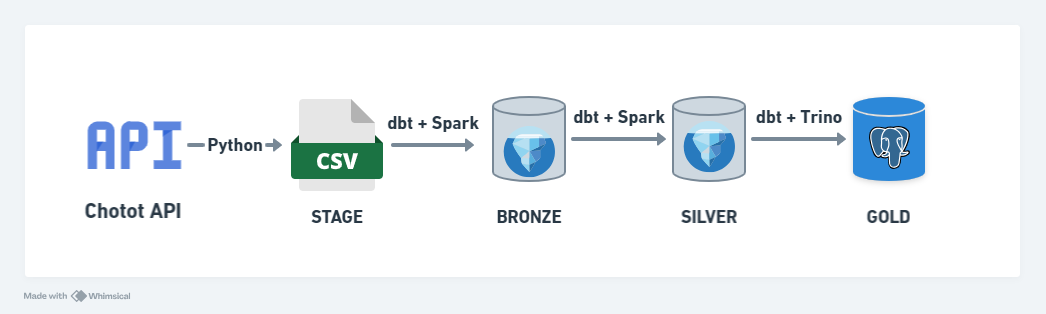 API
Python
CSV
dbt + Spark
dbt + Spark
dbt + Trino
Chotot API
STAGE
BRONZE
SILVER
GOLD
Made with Whimsical